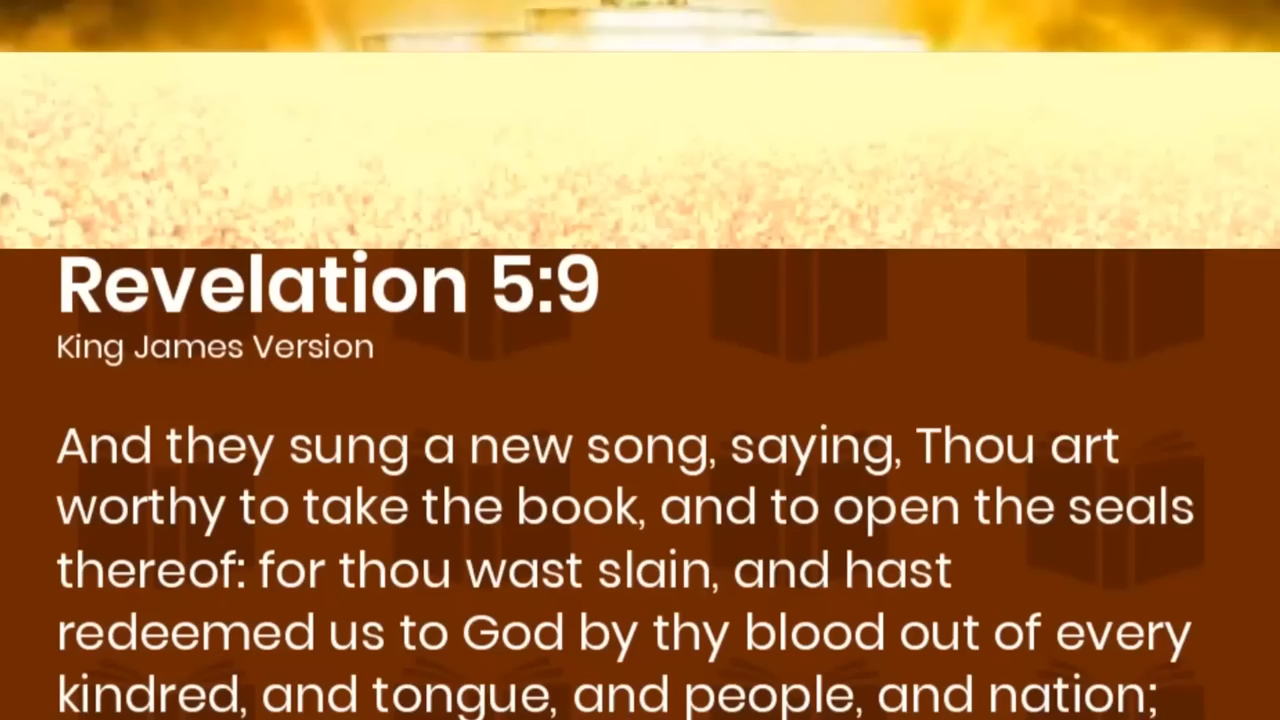 Revelation 5:9
King James Version
And they sung a new song, saying, Thou art
worthy to take the book, and to open the seals
thereof: for thou wast slain, and hast
redeemed us to God by thy blood out of every
kindred, and tongue, and people, and nation;